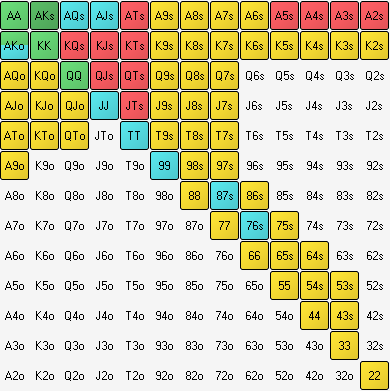 AA AKs AQs AJs ATs A9s A8s A7s A6s A5s A4s A3s A2s
AKo KK KQs KJs KTs K9s K8s K7s K6s K5s K4s K3s K2s
AQo KQo QQ QJs QTs Q9s Q8s Q7s Q6s Q5s Q4s Q3s Q2s
AJo KJo QJo JJ JTs J9s J8s J7s J6s J5s J4s J3s J2s
ATo KTo QTo JTo TT T9s T8s T7s T6s T5s T4s T3s T2s
A9o K9o Q9o J9o T9o 99 98s 97s 96s 95s 94s 93s 92s
A8o K8o Q8o J8o T8o 98o 88 87s 86s 85s 84s 83s 82s
A7o K7o Q7o J7o T7o 97o 87o 77 76s 75s 74s 73s 72s
A6o K6o Q6o J6o T6o 96o 86o 76o 66 65s 64s 63s 62s
A5o K5o Q5o J5o T5o 95o 85o 75o 65o 55 54s 53s 52s
A4o K4o Q4o J4o T4o 94o 84o 74o 64o 54o 44 43s 42s
A3o K3o Q3o J3o T3o 93o 83o 73o 63o 53o 43o 33 32s
A2o K2o Q2o J2o T2o 92o 82o 72o 62o 52o 42o 32o 22